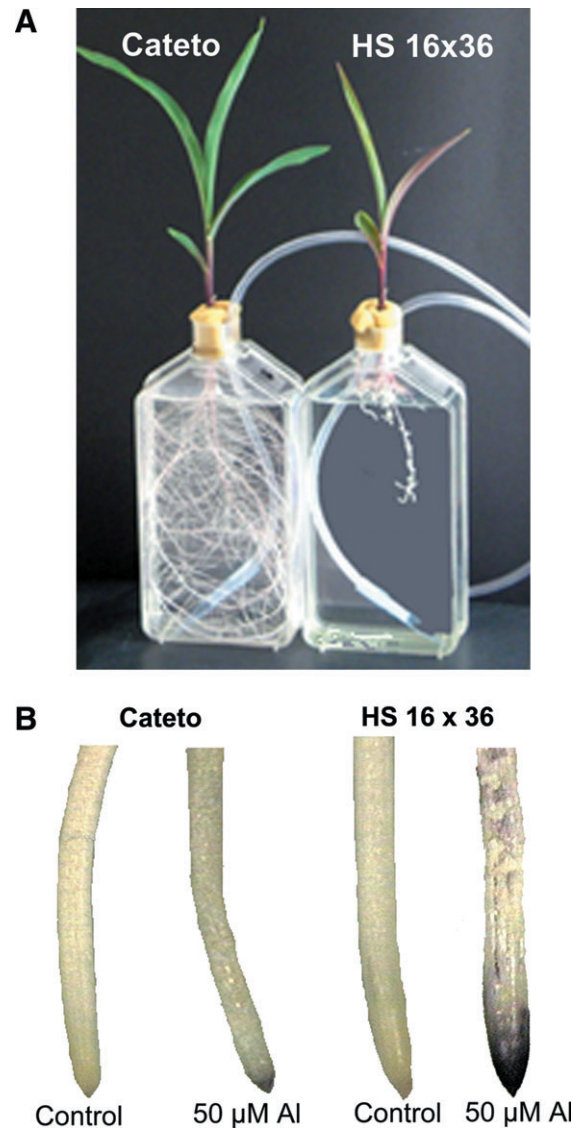 A
Cateto HS 16x36
B
Cateto HS 16 x 36
Control 50 µM Al Control 50 µM Al